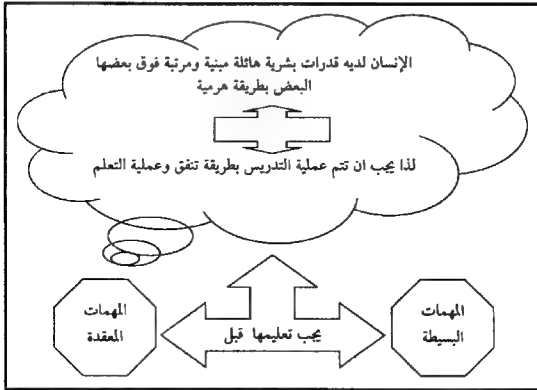 الإنسان لديه قدرات بشرية هائلة مبنية ومرتبة فوق بعضها
البعض بطريقة هرمية
لذا يجب ان تتم عملية التدريس بطريقة تنفق وعملية التعلم
المهمات
البسيطة
يجب تعليمها قبل
المهمات
المعقدة